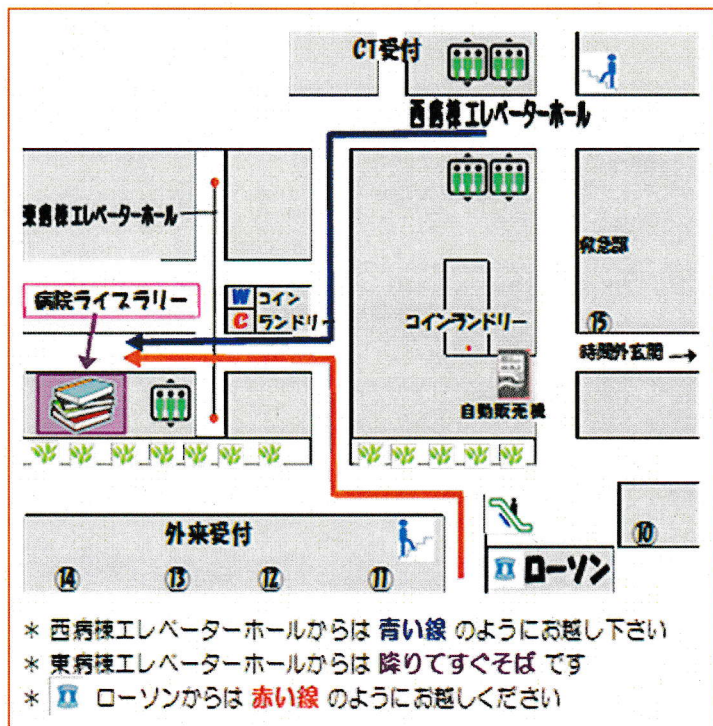 CT受付
西病棟エレベーターホール
東病棟エレベーターホール
救急部
病院ライブラリー
W コイン
C ランドリー
コインランドリー
⑮
時間外玄関 →
自動販売機
外来受付
⑭ ⑬ ⑫ ⑪
ローソン
⑩
* 西病棟エレベーターホールからは 青い線 のようにお越し下さい
* 東病棟エレベーターホールからは 降りてすぐそば です
* ローソンからは 赤い線 のようにお越しください